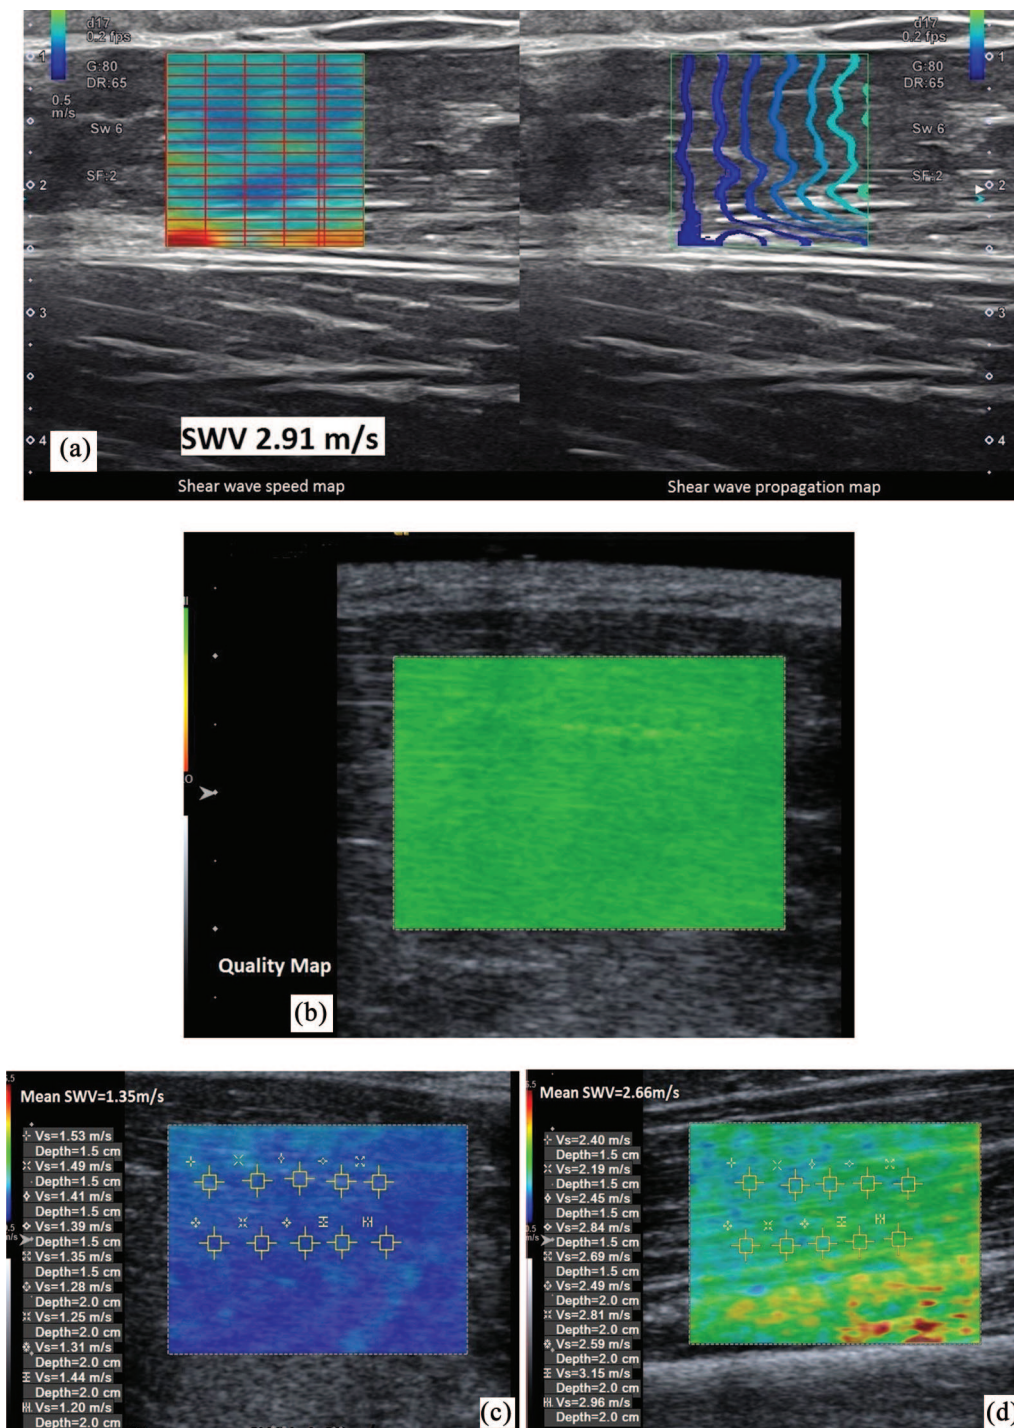 d17
0.2 fps
G:80
DR:65
0.5
m/s
Sw 6
SF:2
1
2
3
4
SWV 2.91 m/s
(a)
Shear wave speed map
d17
0.2 fps
G:80
DR:65
Sw 6
SF:2
1
2
3
4
Shear wave propagation map
Quality Map
(b)
Mean SWV=1.35m/s
Vs=1.53 m/s
Depth=1.5 cm
Vs=1.49 m/s
Depth=1.5 cm
Vs=1.41 m/s
Depth=1.5 cm
Vs=1.39 m/s
Depth=1.5 cm
Vs=1.35 m/s
Depth=1.5 cm
Vs=1.28 m/s
Depth=2.0 cm
Vs=1.25 m/s
Depth=2.0 cm
Vs=1.31 m/s
Depth=2.0 cm
Vs=1.44 m/s
Depth=2.0 cm
Vs=1.20 m/s
Depth=2.0 cm
(c)
Mean SWV=2.66m/s
Vs=2.40 m/s
Depth=1.5 cm
Vs=2.19 m/s
Depth=1.5 cm
Vs=2.45 m/s
Depth=1.5 cm
Vs=2.84 m/s
Depth=1.5 cm
Vs=2.69 m/s
Depth=1.5 cm
Vs=2.49 m/s
Depth=2.0 cm
Vs=2.81 m/s
Depth=2.0 cm
Vs=2.59 m/s
Depth=2.0 cm
Vs=3.15 m/s
Depth=2.0 cm
Vs=2.96 m/s
Depth=2.0 cm
(d)